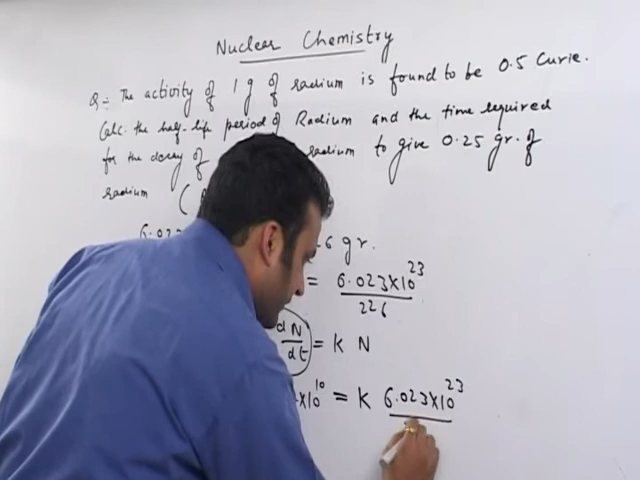 Nuclear Chemistry
Q:- The activity of 1 g of radium is found to be 0.5 Curie.
Calc. the half-life period of Radium and the time required
for the decay of radium to give 0.25 gr. of
radium (
6.023 6 gr.
= 6.023×10^23
226
dN
dt = K N
×10^10 = K 6.023×10^23